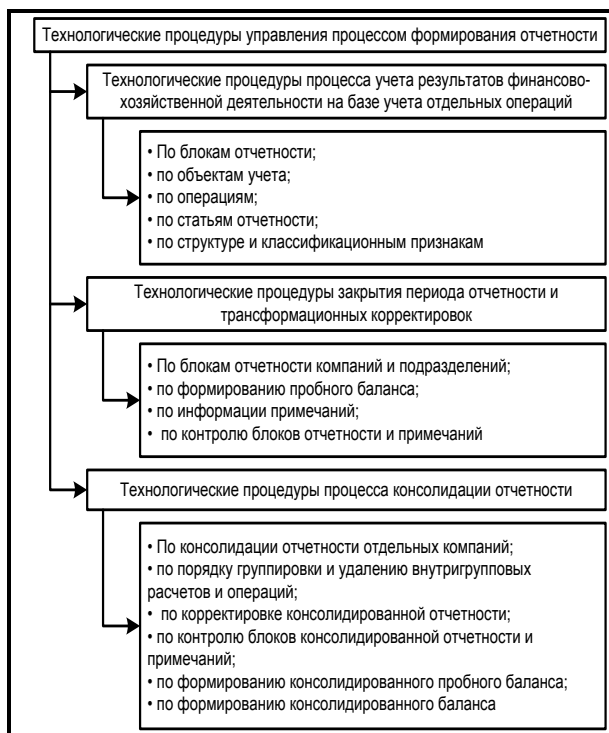 Технологические процедуры управления процессом формирования отчетности
Технологические процедуры процесса учета результатов финансово-
хозяйственной деятельности на базе учета отдельных операций
• По блокам отчетности;
• по объектам учета;
• по операциям;
• по статьям отчетности;
• по структуре и классификационным признакам
Технологические процедуры закрытия периода отчетности и
трансформационных корректировок
• По блокам отчетности компаний и подразделений;
• по формированию пробного баланса;
• по информации примечаний;
• по контролю блоков отчетности и примечаний
Технологические процедуры процесса консолидации отчетности
• По консолидации отчетности отдельных компаний;
• по порядку группировки и удалению внутригрупповых
расчетов и операций;
• по корректировке консолидированной отчетности;
• по контролю блоков консолидированной отчетности и
примечаний;
• по формированию консолидированного пробного баланса;
• по формированию консолидированного баланса